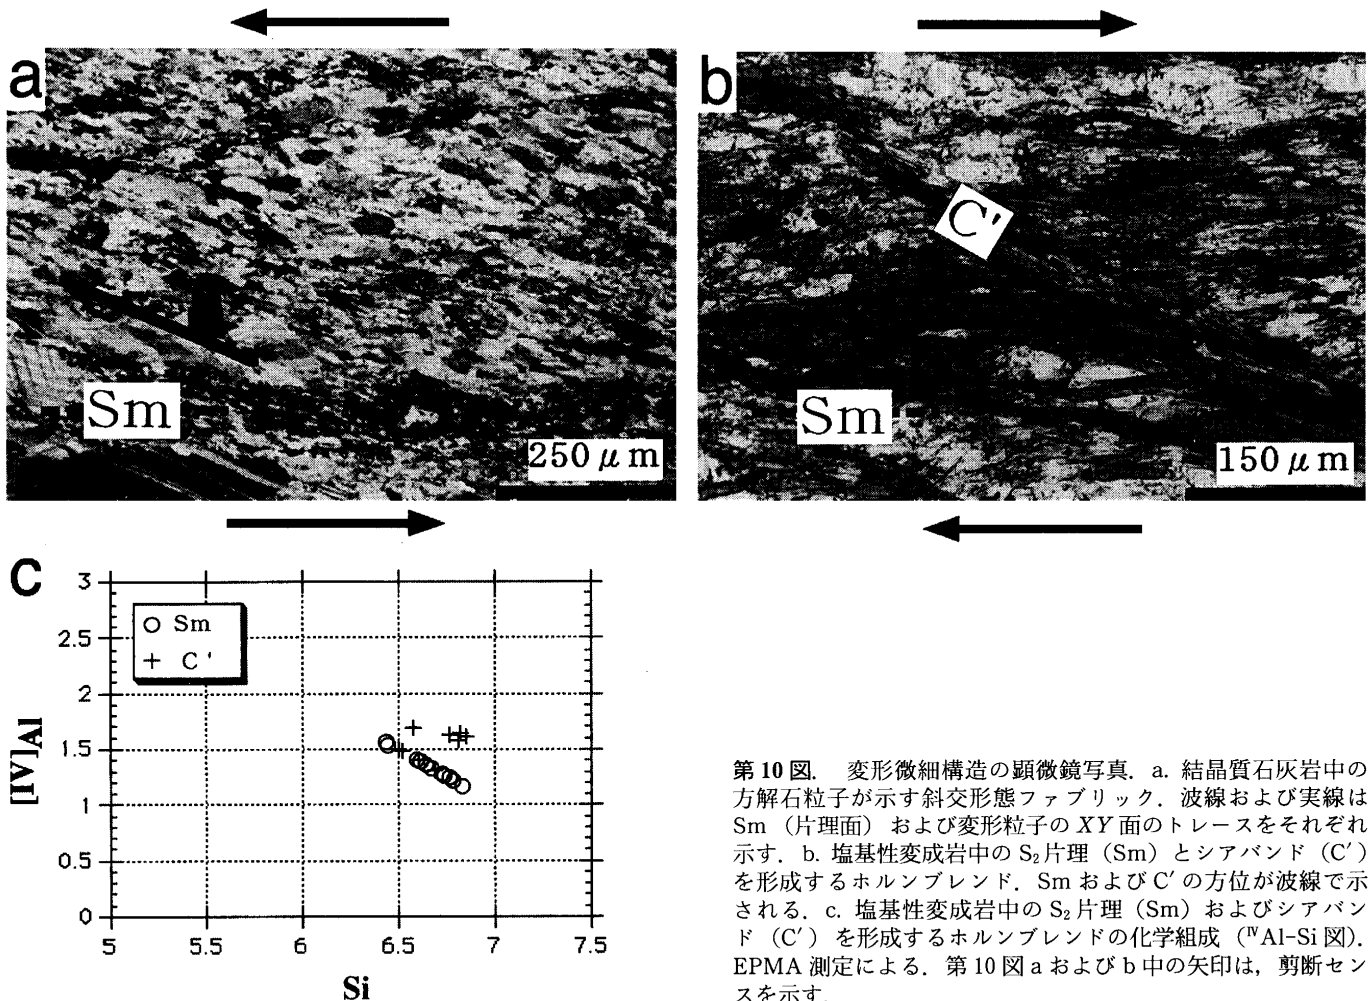 a
b
C'
Sm
250 μm
Sm
150 μm
c
3
2.5
2
1.5
1
0.5
0
[IV]Al
Sm
C'
5
5.5
6
6.5
7
7.5
Si
第10図. 変形微細構造の顕微鏡写真. a. 結晶質石灰岩中の
方解石粒子が示す斜交形態ファブリック. 波線および実線は
Sm (片理面) および変形粒子の XY 面のトレースをそれぞれ
示す. b. 塩基性変成岩中の S₂片理 (Sm) とシアバンド (C′)
を形成するホルンブレンド. Sm および C′ の方位が波線で示
される. c. 塩基性変成岩中の S₂片理 (Sm) およびシアバン
ド (C′) を形成するホルンブレンドの化学組成 (ᴵⱽAl-Si 図).
EPMA 測定による. 第10図 a および b 中の矢印は, 剪断セン
スを示す.